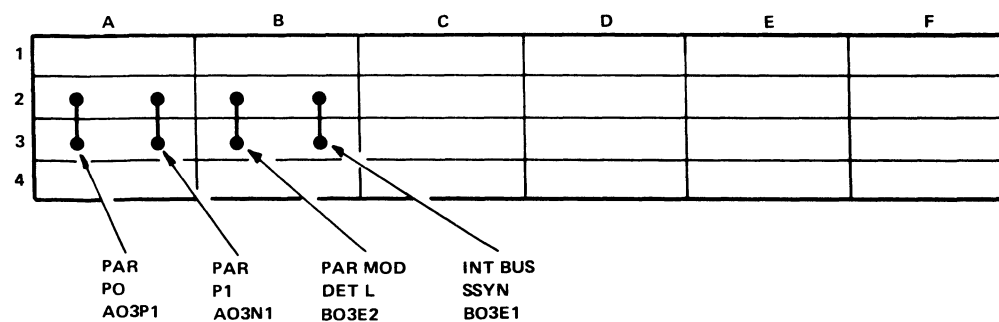 A B C D E F
1
2
3
4
PAR PAR PAR MOD INT BUS
PO P1 DET L SSYN
AO3P1 AO3N1 BO3E2 BO3E1